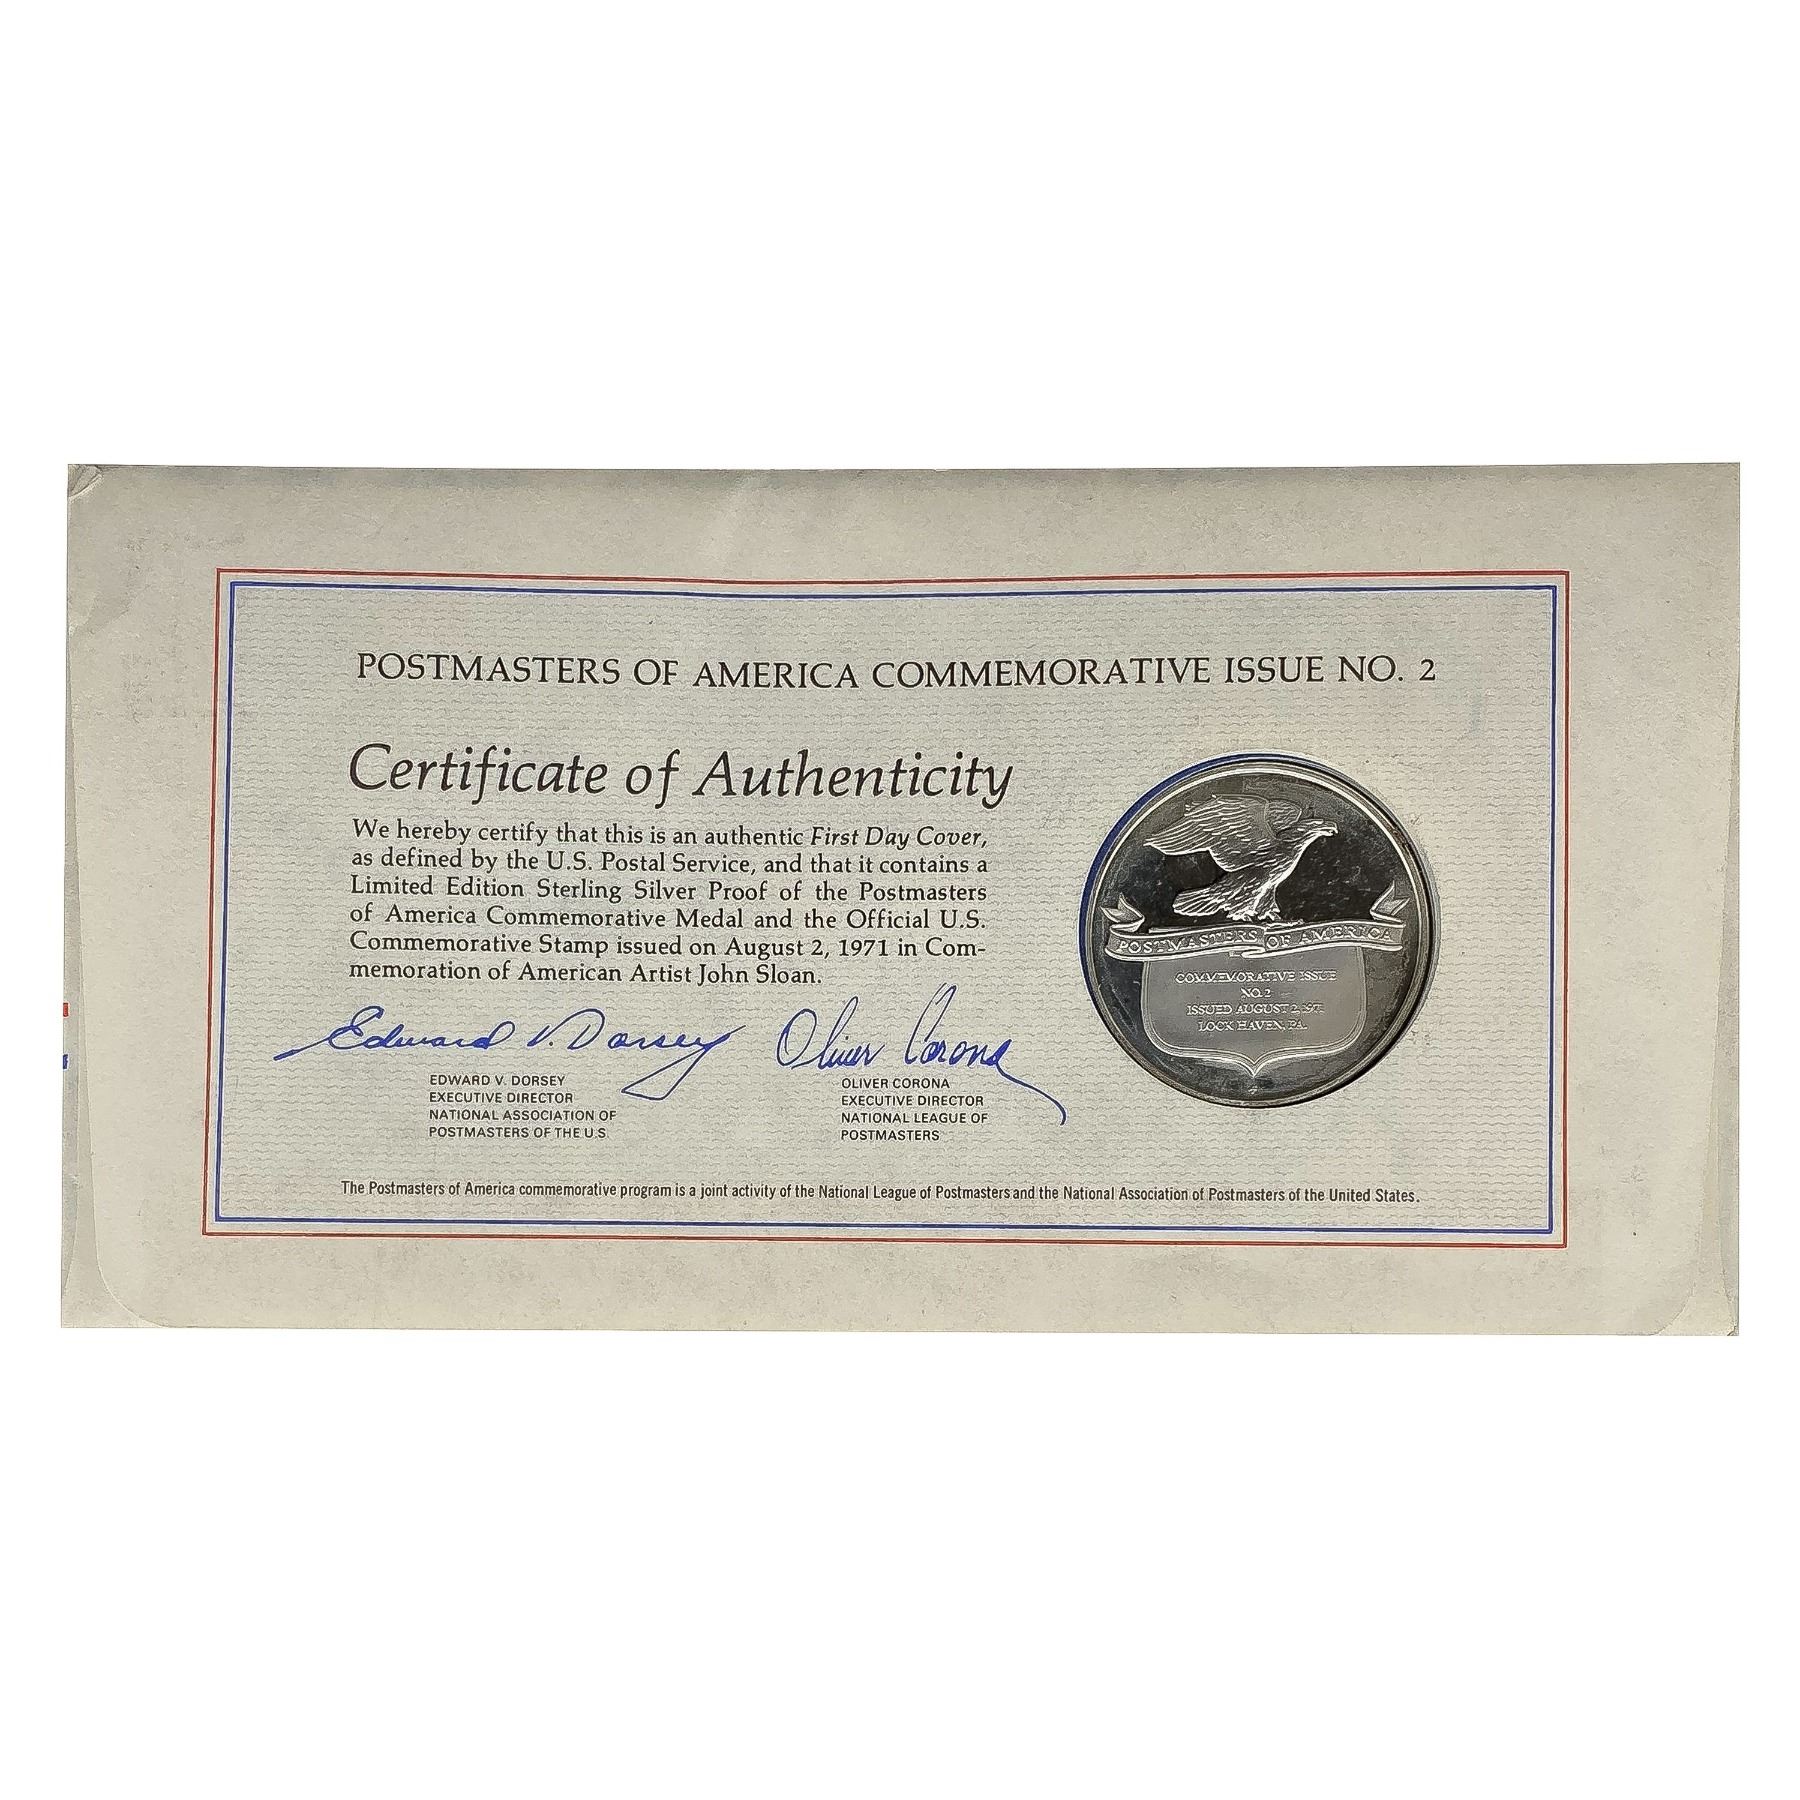 POSTMASTERS OF AMERICA COMMEMORATIVE ISSUE NO. 2
Certificate of Authenticity
We hereby certify that this is an authentic First Day Cover,
as defined by the U.S. Postal Service, and that it contains a
Limited Edition Sterling Silver Proof of the Postmasters
of America Commemorative Medal and the Official U.S.
Commemorative Stamp issued on August 2, 1971 in Com-
memoration of American Artist John Sloan.
Edward V. Dorsey
EDWARD V. DORSEY
EXECUTIVE DIRECTOR
NATIONAL ASSOCIATION OF
POSTMASTERS OF THE U.S.
Oliver Corona
OLIVER CORONA
EXECUTIVE DIRECTOR
NATIONAL LEAGUE OF
POSTMASTERS
POSTMASTERS OF AMERICA
COMMEMORATIVE ISSUE
NO. 2
ISSUED AUGUST 2, 1971
LOCK HAVEN, PA.
The Postmasters of America commemorative program is a joint activity of the National League of Postmasters and the National Association of Postmasters of the United States.